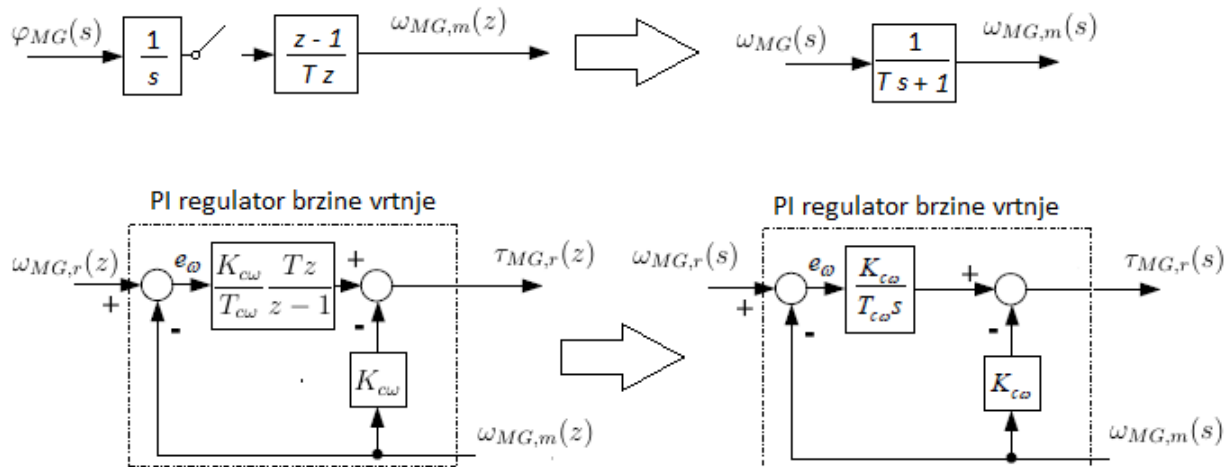 φ_MG(s) 1/s (z - 1)/(T z) ω_MG,m(z) ω_MG(s) 1/(T s + 1) ω_MG,m(s)
PI regulator brzine vrtnje
ω_MG,r(z) + - e_ω K_cω/T_cω Tz/(z − 1) + - τ_MG,r(z)
K_cω
ω_MG,m(z)
PI regulator brzine vrtnje
ω_MG,r(s) + - e_ω K_cω/(T_cω s) + - τ_MG,r(s)
K_cω
ω_MG,m(s)